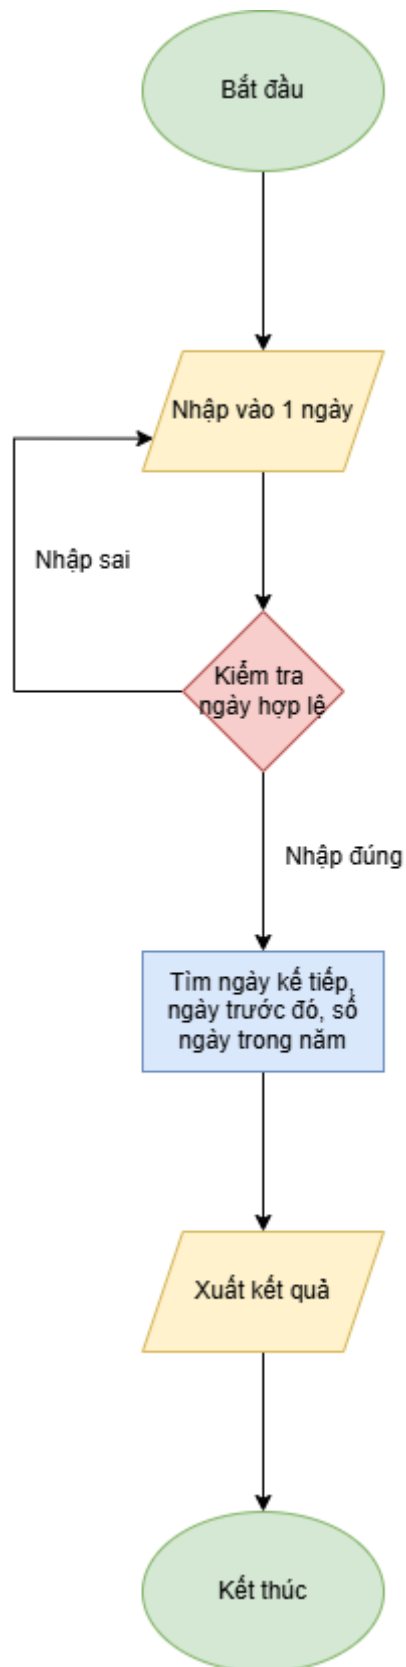 Bắt đầu
Nhập vào 1 ngày
Nhập sai
Kiểm tra
ngày hợp lệ
Nhập đúng
Tìm ngày kế tiếp,
ngày trước đó, số
ngày trong năm
Xuất kết quả
Kết thúc